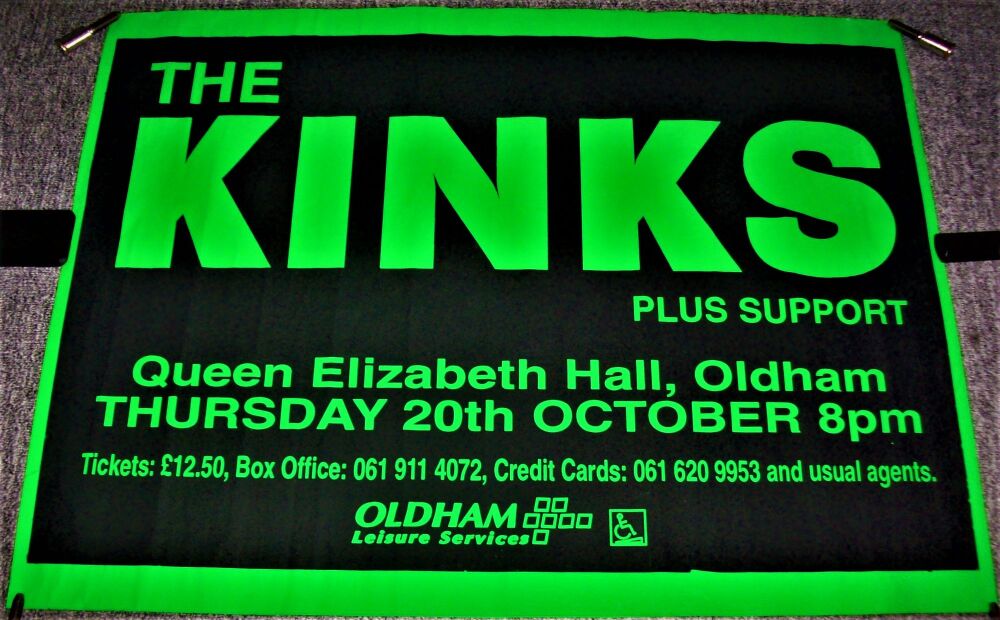 THE
KINKS
PLUS SUPPORT
Queen Elizabeth Hall, Oldham
THURSDAY 20th OCTOBER 8pm
Tickets: £12.50, Box Office: 061 911 4072, Credit Cards: 061 620 9953 and usual agents.
OLDHAM
Leisure Services